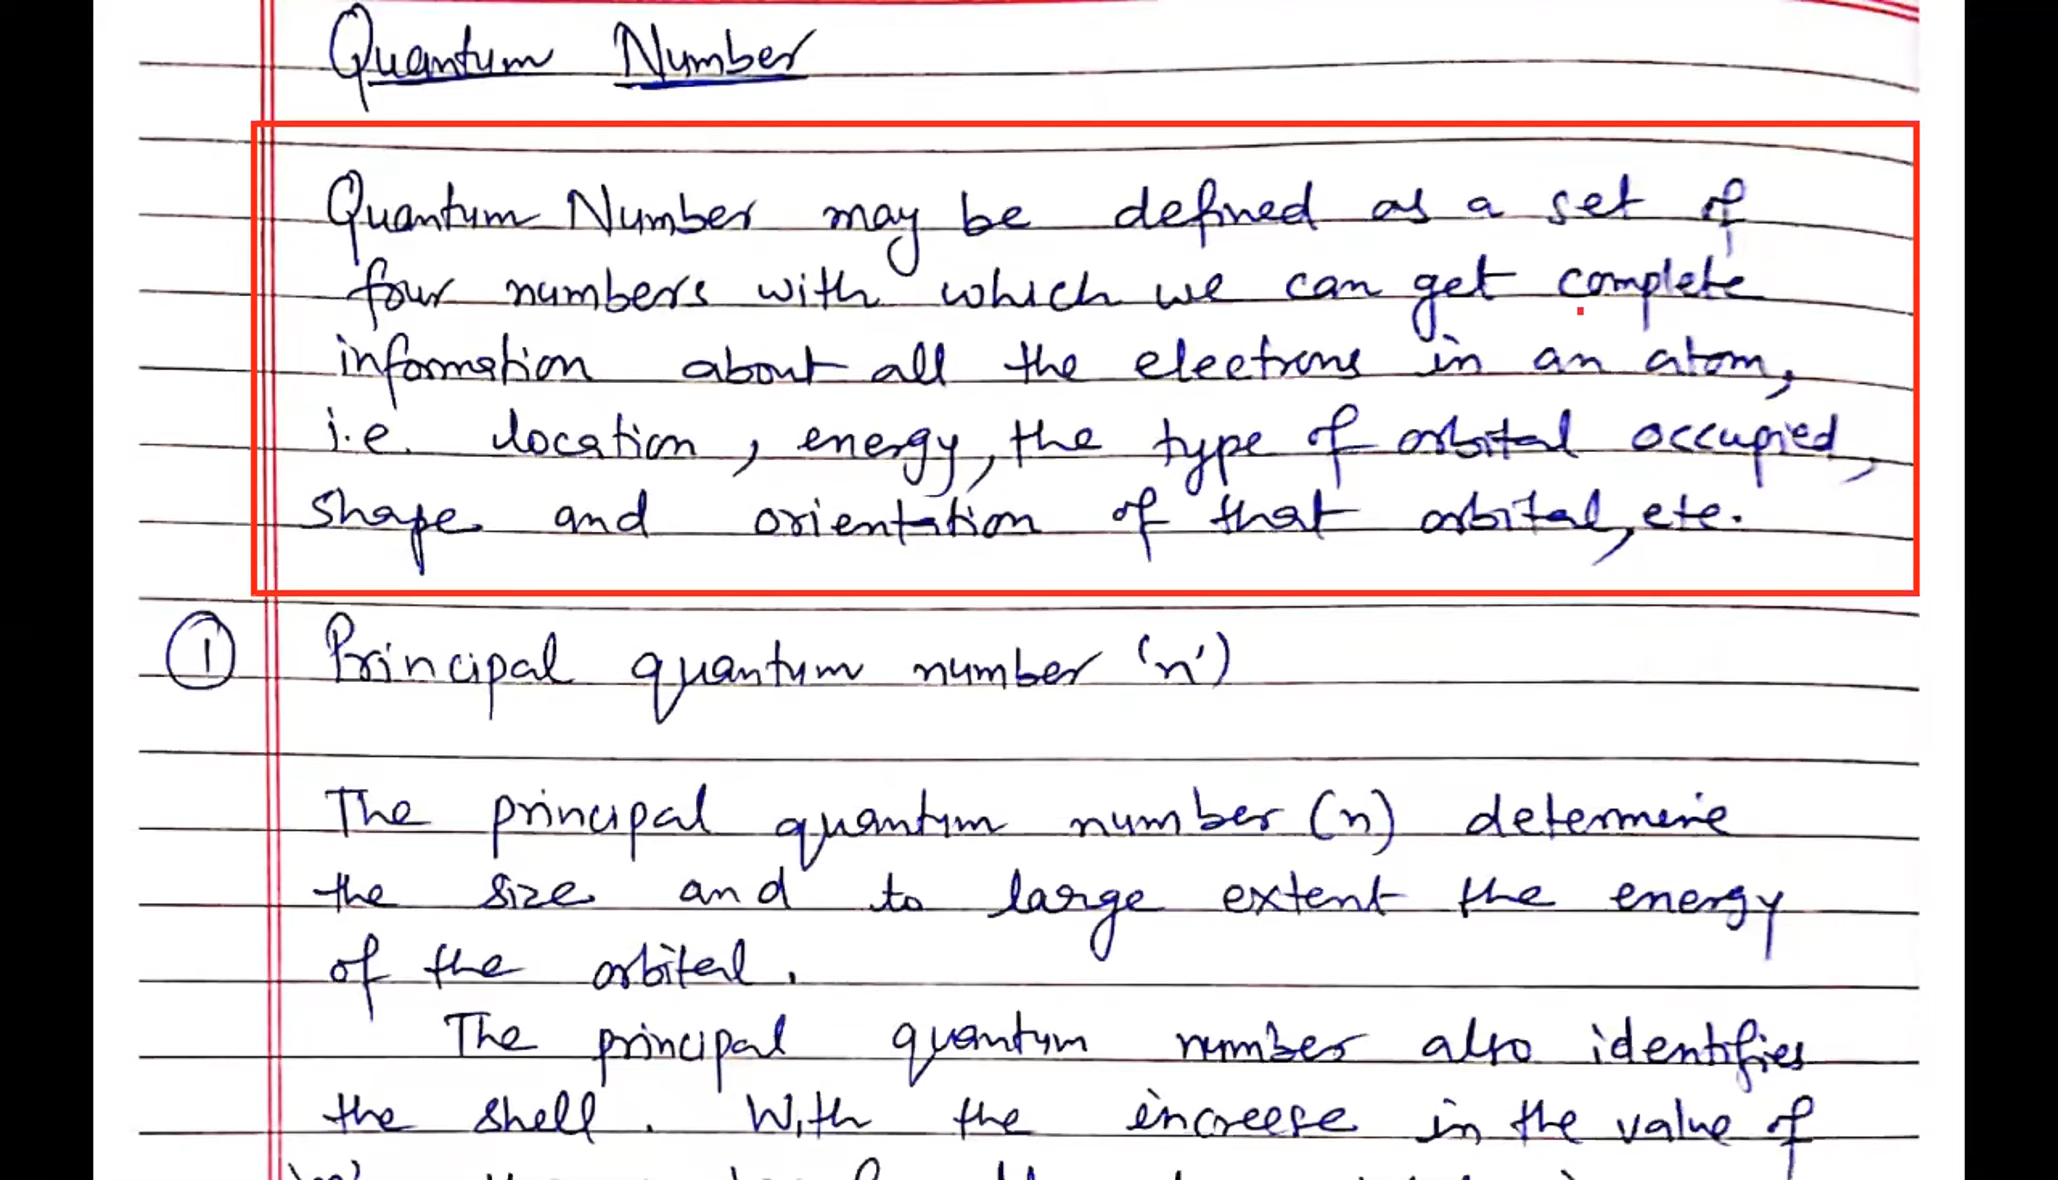 Quantum Number
Quantum Number may be defined as a set of
four numbers with which we can get complete
information about all the electrons in an atom,
i.e. location, energy, the type of orbital occupied,
shape and orientation of that orbital, etc.
① Principal quantum number 'n')
The principal quantum number (n) determine
the size and to large extent the energy
of the orbital.
The principal quantum number also identifies
the shell. With the increese in the value of